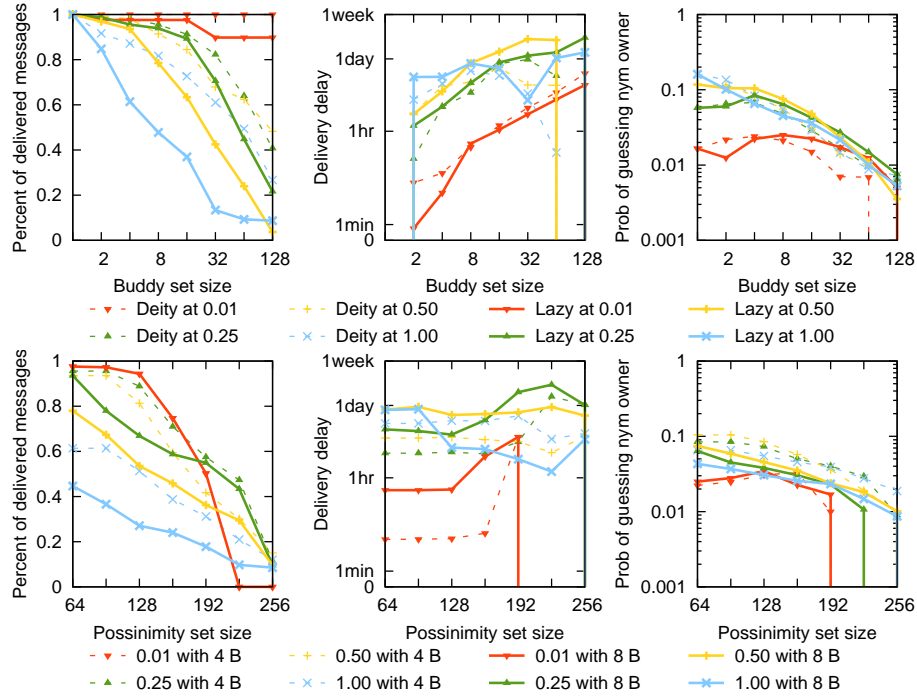 Percent of delivered messages
1
0.8
0.6
0.4
0.2
0
2 8 32 128
Buddy set size
Delivery delay
1week
1day
1hr
1min
0
2 8 32 128
Buddy set size
Prob of guessing nym owner
1
0.1
0.01
0.001
2 8 32 128
Buddy set size
Deity at 0.01 Deity at 0.50 Lazy at 0.01 Lazy at 0.50
Deity at 0.25 Deity at 1.00 Lazy at 0.25 Lazy at 1.00
Percent of delivered messages
1
0.8
0.6
0.4
0.2
0
64 128 192 256
Possinimity set size
Delivery delay
1week
1day
1hr
1min
0
64 128 192 256
Possinimity set size
Prob of guessing nym owner
1
0.1
0.01
0.001
64 128 192 256
Possinimity set size
0.01 with 4 B 0.50 with 4 B 0.01 with 8 B 0.50 with 8 B
0.25 with 4 B 1.00 with 4 B 0.25 with 8 B 1.00 with 8 B